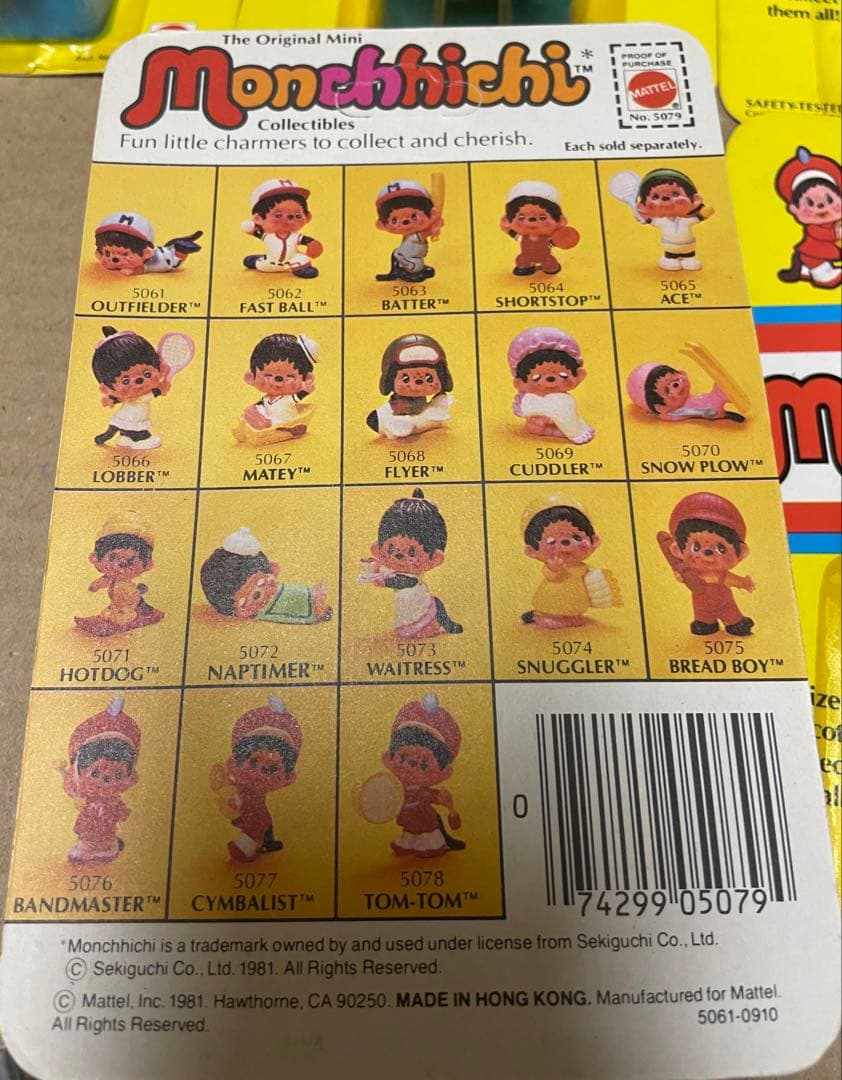 The Original Mini
Monchhichi*™
Collectibles
Fun little charmers to collect and cherish.
Each sold separately.
PROOF OF
PURCHASE
MATTEL
®
No. 5079
5061
OUTFIELDER™
5062
FAST BALL™
5063
BATTER™
5064
SHORTSTOP™
5065
ACE™
5066
LOBBER™
5067
MATEY™
5068
FLYER™
5069
CUDDLER™
5070
SNOW PLOW™
5071
HOTDOG™
5072
NAPTIMER™
5073
WAITRESS™
5074
SNUGGLER™
5075
BREAD BOY™
5076
BANDMASTER™
5077
CYMBALIST™
5078
TOM-TOM™
0 74299 05079
*Monchhichi is a trademark owned by and used under license from Sekiguchi Co., Ltd.
© Sekiguchi Co., Ltd. 1981. All Rights Reserved.
© Mattel, Inc. 1981. Hawthorne, CA 90250. MADE IN HONG KONG. Manufactured for Mattel.
All Rights Reserved.
5061-0910
them all!
SAFETY-TESTE
M